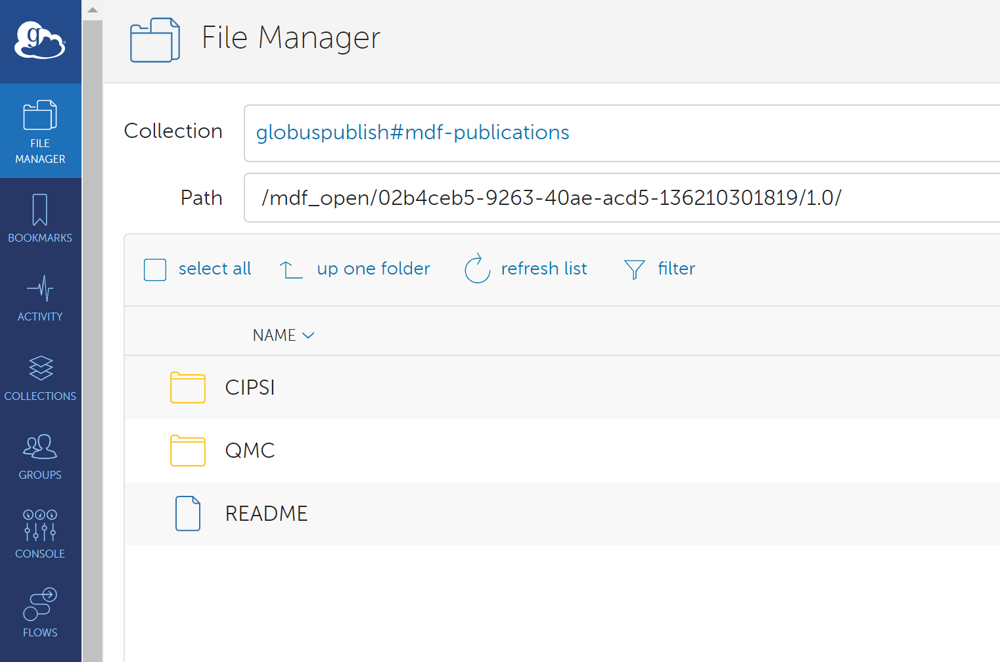 g
File Manager
FILE
MANAGER
BOOKMARKS
ACTIVITY
COLLECTIONS
GROUPS
CONSOLE
FLOWS
Collection
globuspublish#mdf-publications
Path
/mdf_open/02b4ceb5-9263-40ae-acd5-136210301819/1.0/
select all
up one folder
refresh list
filter
NAME
CIPSI
QMC
README